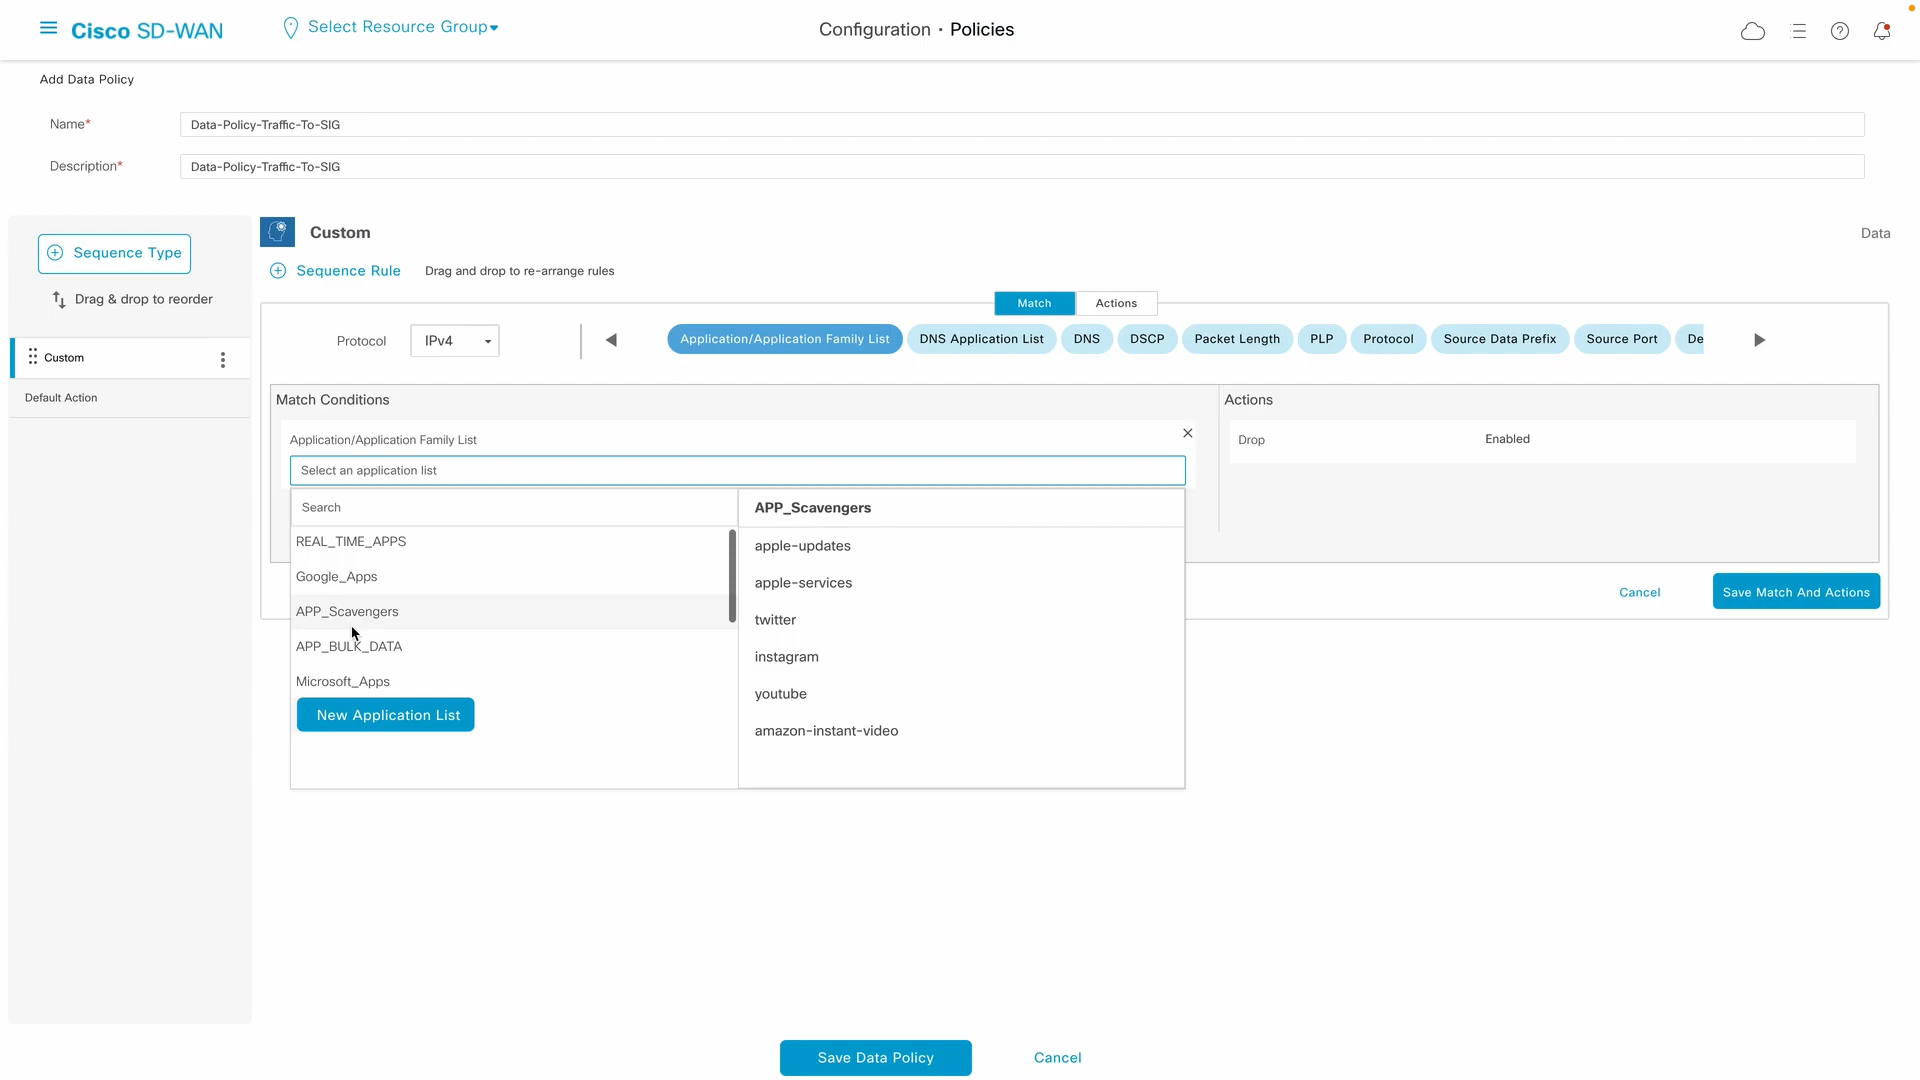 Cisco SD-WAN
Select Resource Group
Configuration · Policies
Add Data Policy
Name*
Data-Policy-Traffic-To-SIG
Description*
Data-Policy-Traffic-To-SIG
Sequence Type
Drag & drop to reorder
Custom
Default Action
Custom
Data
Sequence Rule
Drag and drop to re-arrange rules
Match
Actions
Protocol
IPv4
Application/Application Family List
DNS Application List
DNS
DSCP
Packet Length
PLP
Protocol
Source Data Prefix
Source Port
De
Match Conditions
Application/Application Family List
Select an application list
Search
REAL_TIME_APPS
Google_Apps
APP_Scavengers
APP_BULK_DATA
Microsoft_Apps
New Application List
APP_Scavengers
apple-updates
apple-services
twitter
instagram
youtube
amazon-instant-video
Actions
Drop
Enabled
Cancel
Save Match And Actions
Save Data Policy
Cancel